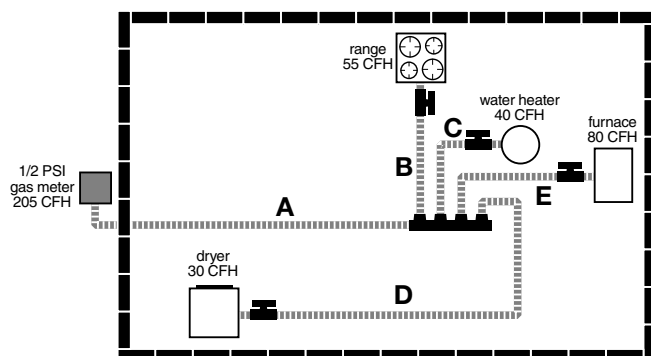 range
55 CFH
water heater
40 CFH
furnace
80 CFH
1/2 PSI
gas meter
205 CFH
A
B
C
E
dryer
30 CFH
D